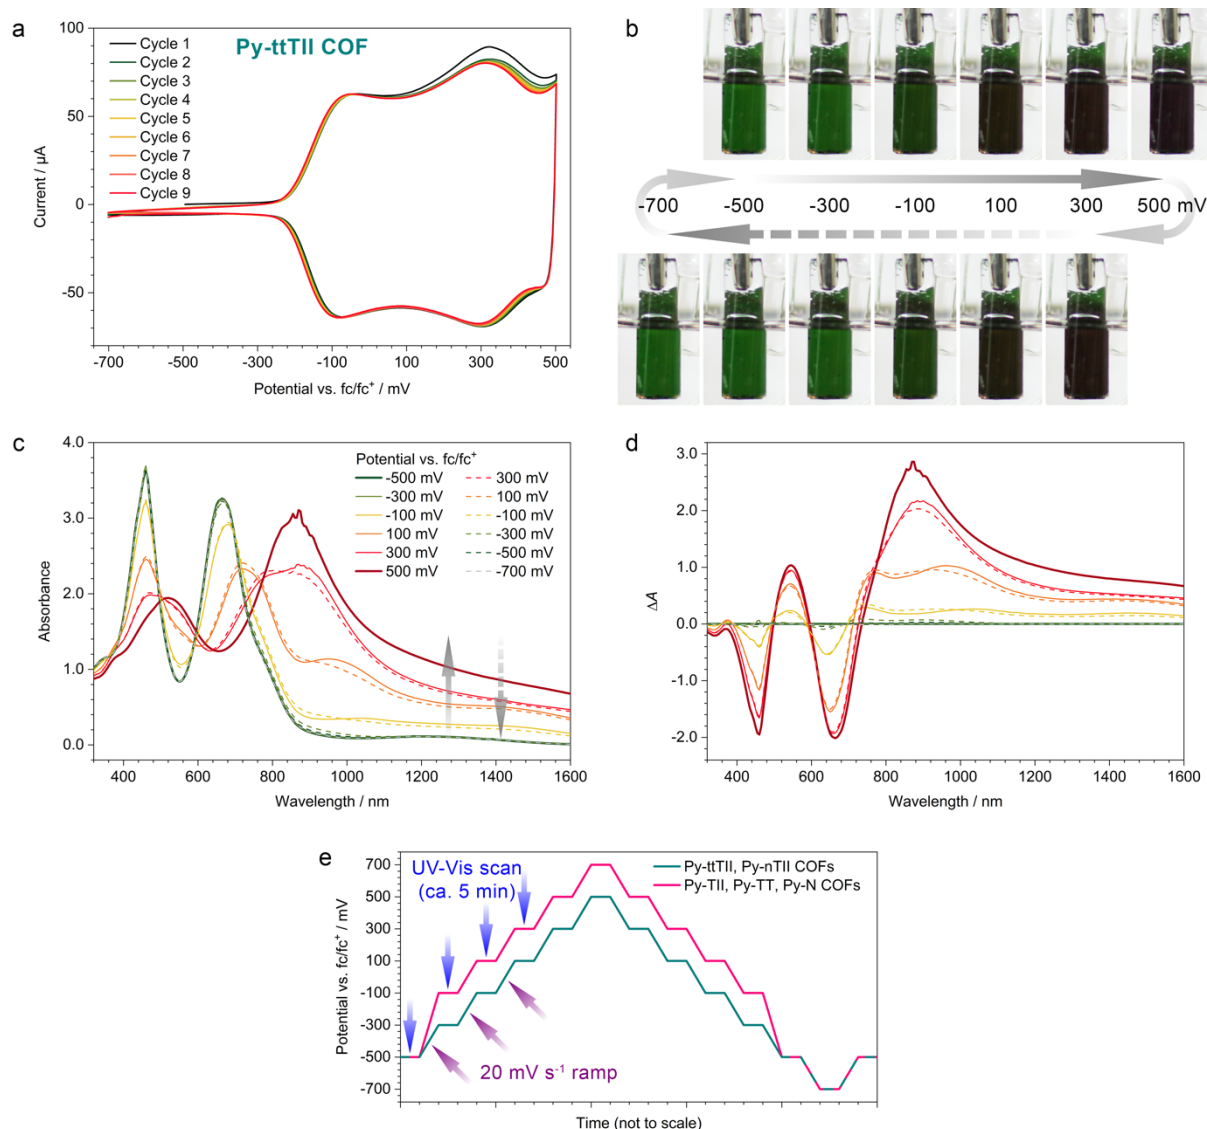 a
Py-ttTII COF
Cycle 1
Cycle 2
Cycle 3
Cycle 4
Cycle 5
Cycle 6
Cycle 7
Cycle 8
Cycle 9
100
50
0
-50
Current / µA
-700 -500 -300 -100 100 300 500
Potential vs. fc/fc⁺ / mV
b
-700 -500 -300 -100 100 300 500 mV
c
4.0
3.0
2.0
1.0
0.0
Absorbance
Potential vs. fc/fc⁺
-500 mV 300 mV
-300 mV 100 mV
-100 mV -100 mV
100 mV -300 mV
300 mV -500 mV
500 mV -700 mV
400 600 800 1000 1200 1400 1600
Wavelength / nm
d
3.0
2.0
1.0
0.0
-1.0
-2.0
ΔA
400 600 800 1000 1200 1400 1600
Wavelength / nm
e
UV-Vis scan
(ca. 5 min)
Py-ttTII, Py-nTII COFs
Py-TII, Py-TT, Py-N COFs
700
500
300
100
-100
-300
-500
-700
Potential vs. fc/fc⁺ / mV
20 mV s⁻¹ ramp
Time (not to scale)